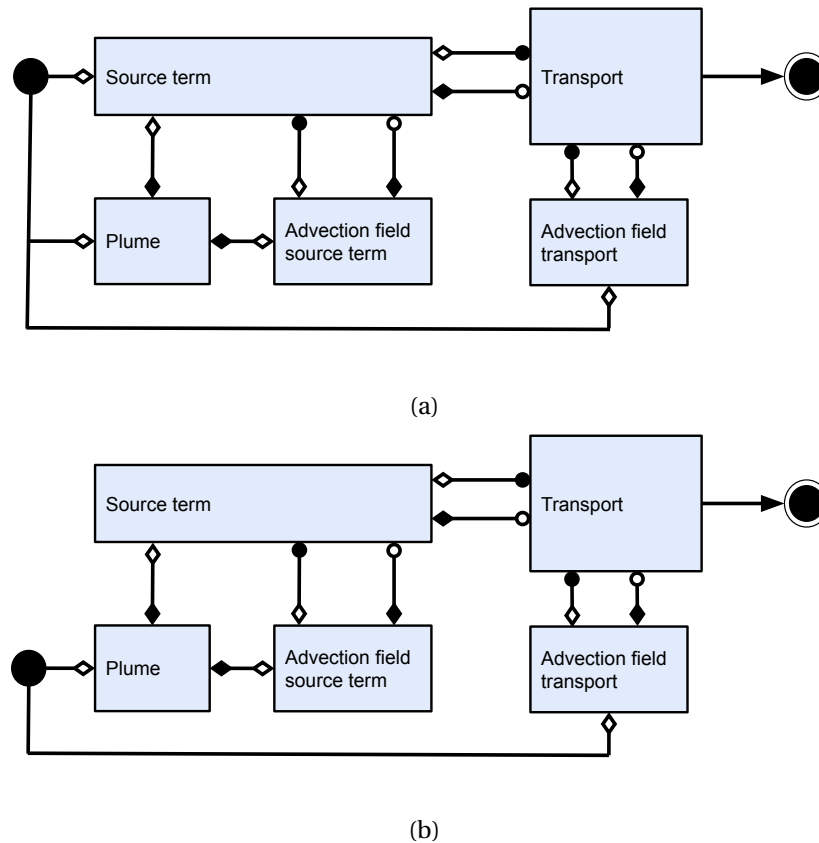 Source term
Transport
Plume
Advection field
source term
Advection field
transport
(a)
Source term
Transport
Plume
Advection field
source term
Advection field
transport
(b)